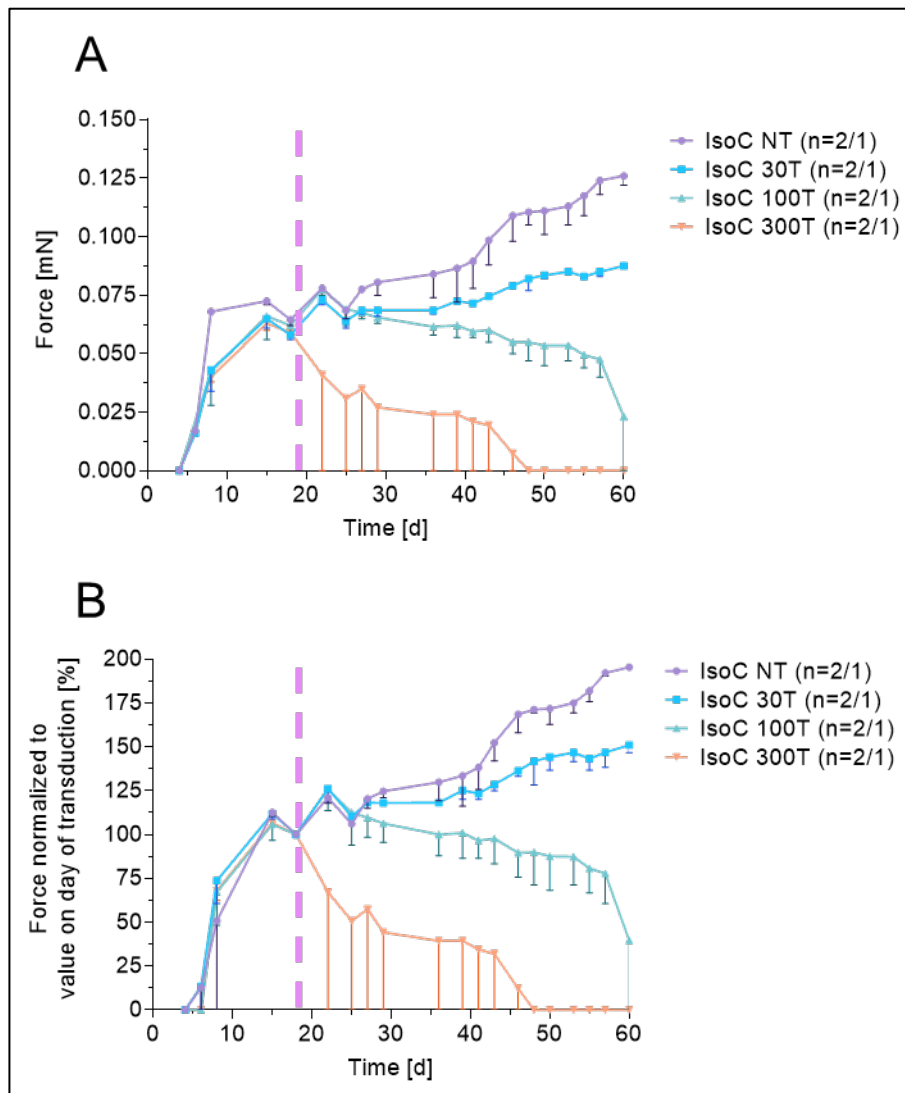 A
Force [mN]
0.150
0.125
0.100
0.075
0.050
0.025
0.000
0 10 20 30 40 50 60
Time [d]
IsoC NT (n=2/1)
IsoC 30T (n=2/1)
IsoC 100T (n=2/1)
IsoC 300T (n=2/1)
B
Force normalized to
value on day of transduction [%]
200
175
150
125
100
75
50
25
0
0 10 20 30 40 50 60
Time [d]
IsoC NT (n=2/1)
IsoC 30T (n=2/1)
IsoC 100T (n=2/1)
IsoC 300T (n=2/1)